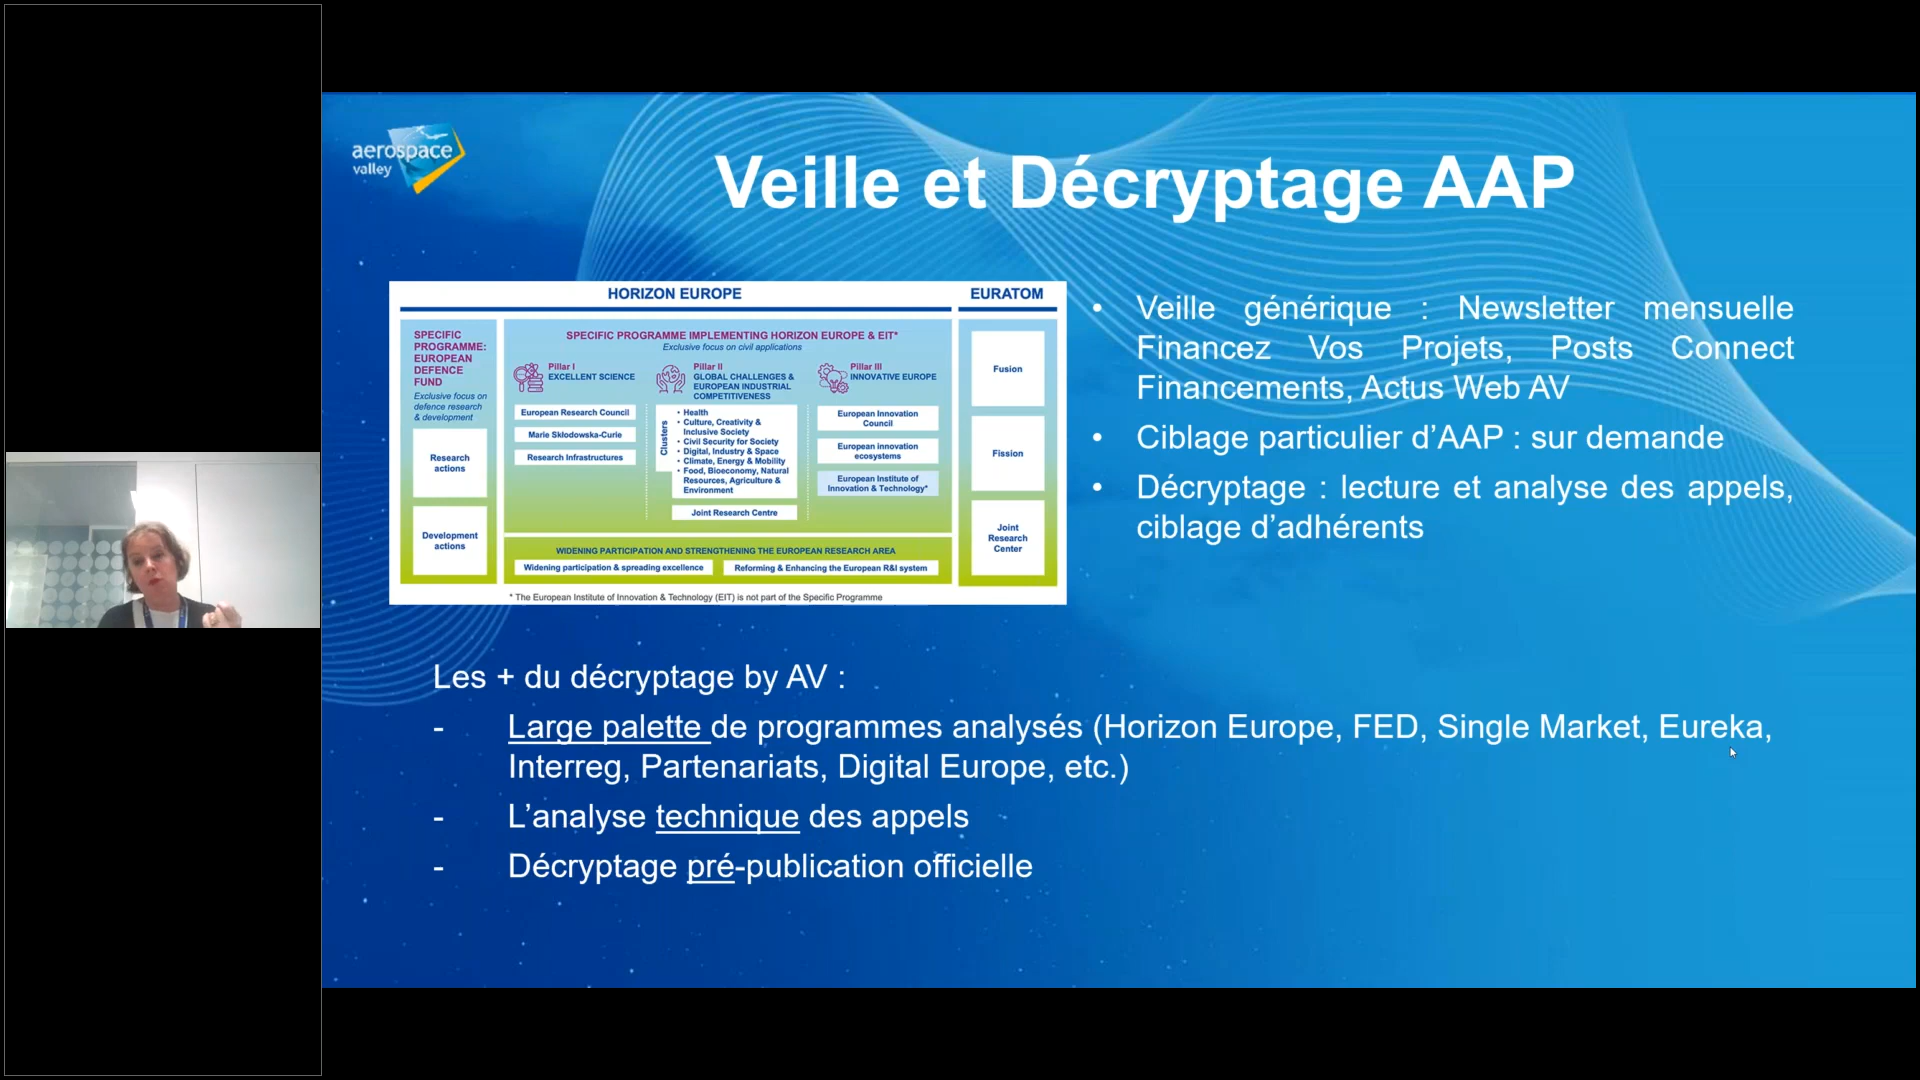 aerospace
valley
Veille et Décryptage AAP
HORIZON EUROPE
EURATOM
SPECIFIC
PROGRAMME:
EUROPEAN
DEFENCE
FUND
Exclusive focus on
defence research
& development
Research
actions
Development
actions
SPECIFIC PROGRAMME IMPLEMENTING HORIZON EUROPE & EIT*
Exclusive focus on civil applications
Pillar I
EXCELLENT SCIENCE
European Research Council
Marie Skłodowska-Curie
Research Infrastructures
Pillar II
GLOBAL CHALLENGES &
EUROPEAN INDUSTRIAL
COMPETITIVENESS
Clusters
• Health
• Culture, Creativity &
Inclusive Society
• Civil Security for Society
• Digital, Industry & Space
• Climate, Energy & Mobility
• Food, Bioeconomy, Natural
Resources, Agriculture &
Environment
Joint Research Centre
Pillar III
INNOVATIVE EUROPE
European Innovation
Council
European innovation
ecosystems
European Institute of
Innovation & Technology*
WIDENING PARTICIPATION AND STRENGTHENING THE EUROPEAN RESEARCH AREA
Widening participation & spreading excellence
Reforming & Enhancing the European R&I system
Fusion
Fission
Joint
Research
Center
* The European Institute of Innovation & Technology (EIT) is not part of the Specific Programme
• Veille générique : Newsletter mensuelle
Financez Vos Projets, Posts Connect
Financements, Actus Web AV
• Ciblage particulier d’AAP : sur demande
• Décryptage : lecture et analyse des appels,
ciblage d’adhérents
Les + du décryptage by AV :
- Large palette de programmes analysés (Horizon Europe, FED, Single Market, Eureka,
Interreg, Partenariats, Digital Europe, etc.)
- L’analyse technique des appels
- Décryptage pré-publication officielle